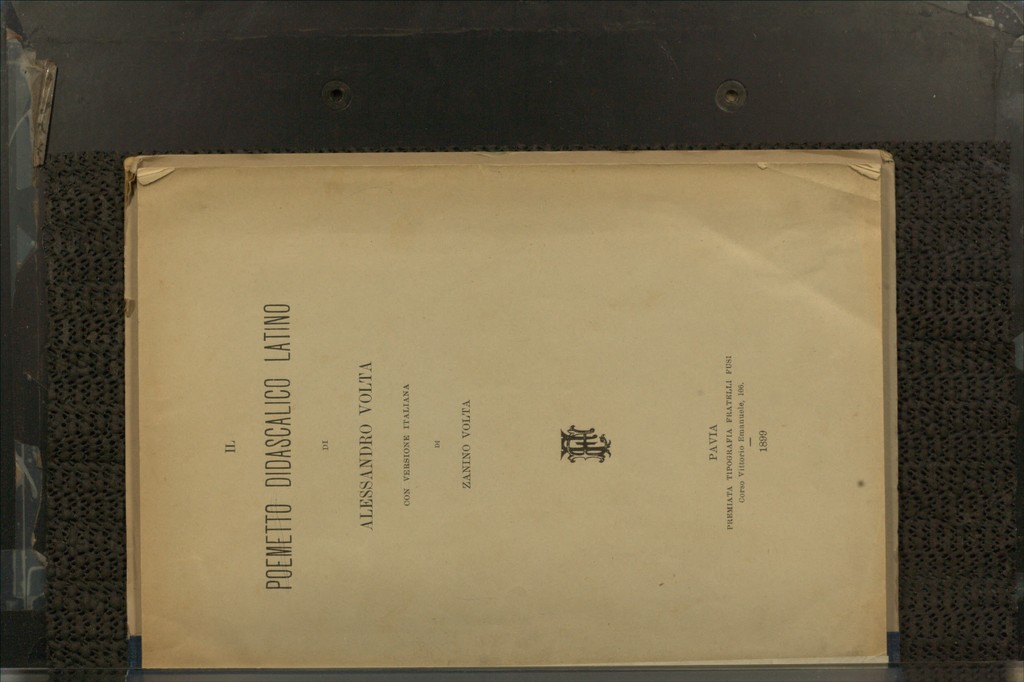 IL
POEMETTO DIDASCALICO LATINO
DI
ALESSANDRO VOLTA
CON VERSIONE ITALIANA
DI
ZANINO VOLTA
PAVIA
PREMIATA TIPOGRAFIA FRATELLI FUSI
Corso Vittorio Emanuele, 106.
1899